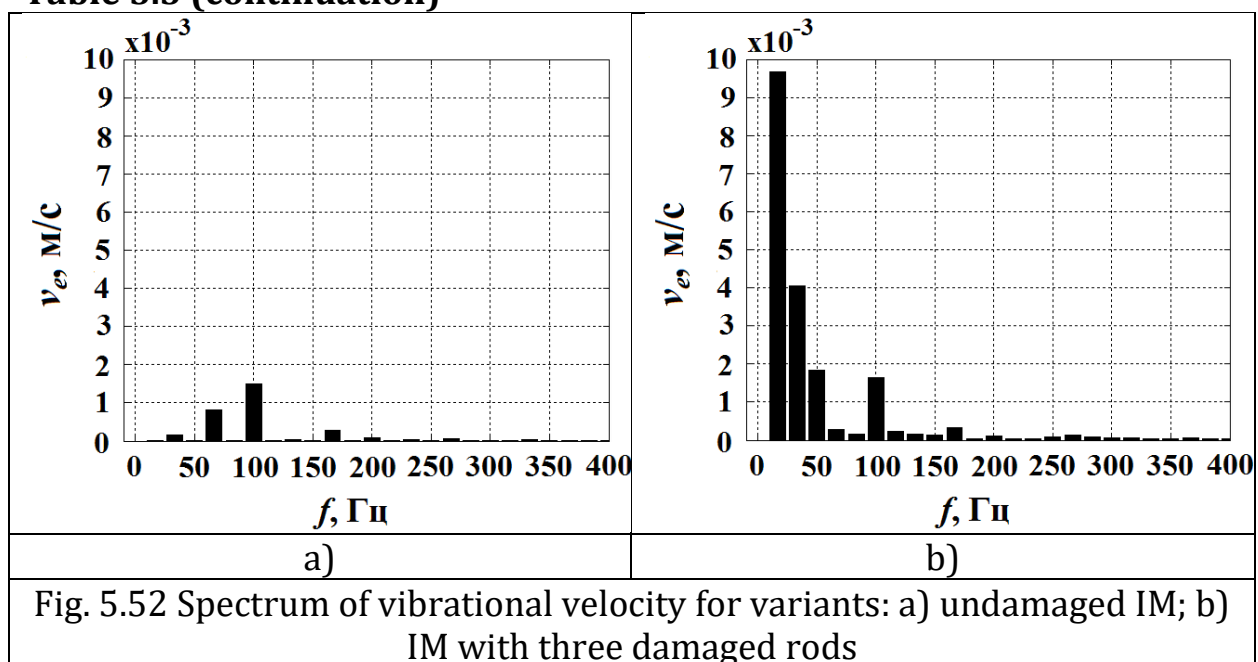 Table (continuation)
x10⁻³
10
9
8
7
6
5
4
3
2
1
0
vₑ, м/с
0 50 100 150 200 250 300 350 400
f, Гц
a)
x10⁻³
10
9
8
7
6
5
4
3
2
1
0
vₑ, м/с
0 50 100 150 200 250 300 350 400
f, Гц
b)
Fig. 5.52 Spectrum of vibrational velocity for variants: a) undamaged IM; b)
IM with three damaged rods